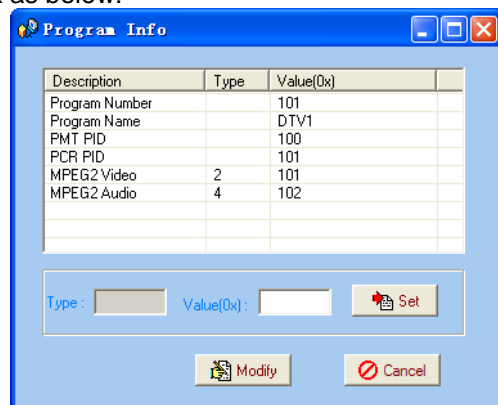 as below.
Program Info
Description Type Value(0x)
Program Number 101
Program Name DTV1
PMT PID 100
PCR PID 101
MPEG2 Video 2 101
MPEG2 Audio 4 102
Type : Value(0x) : Set
Modify Cancel